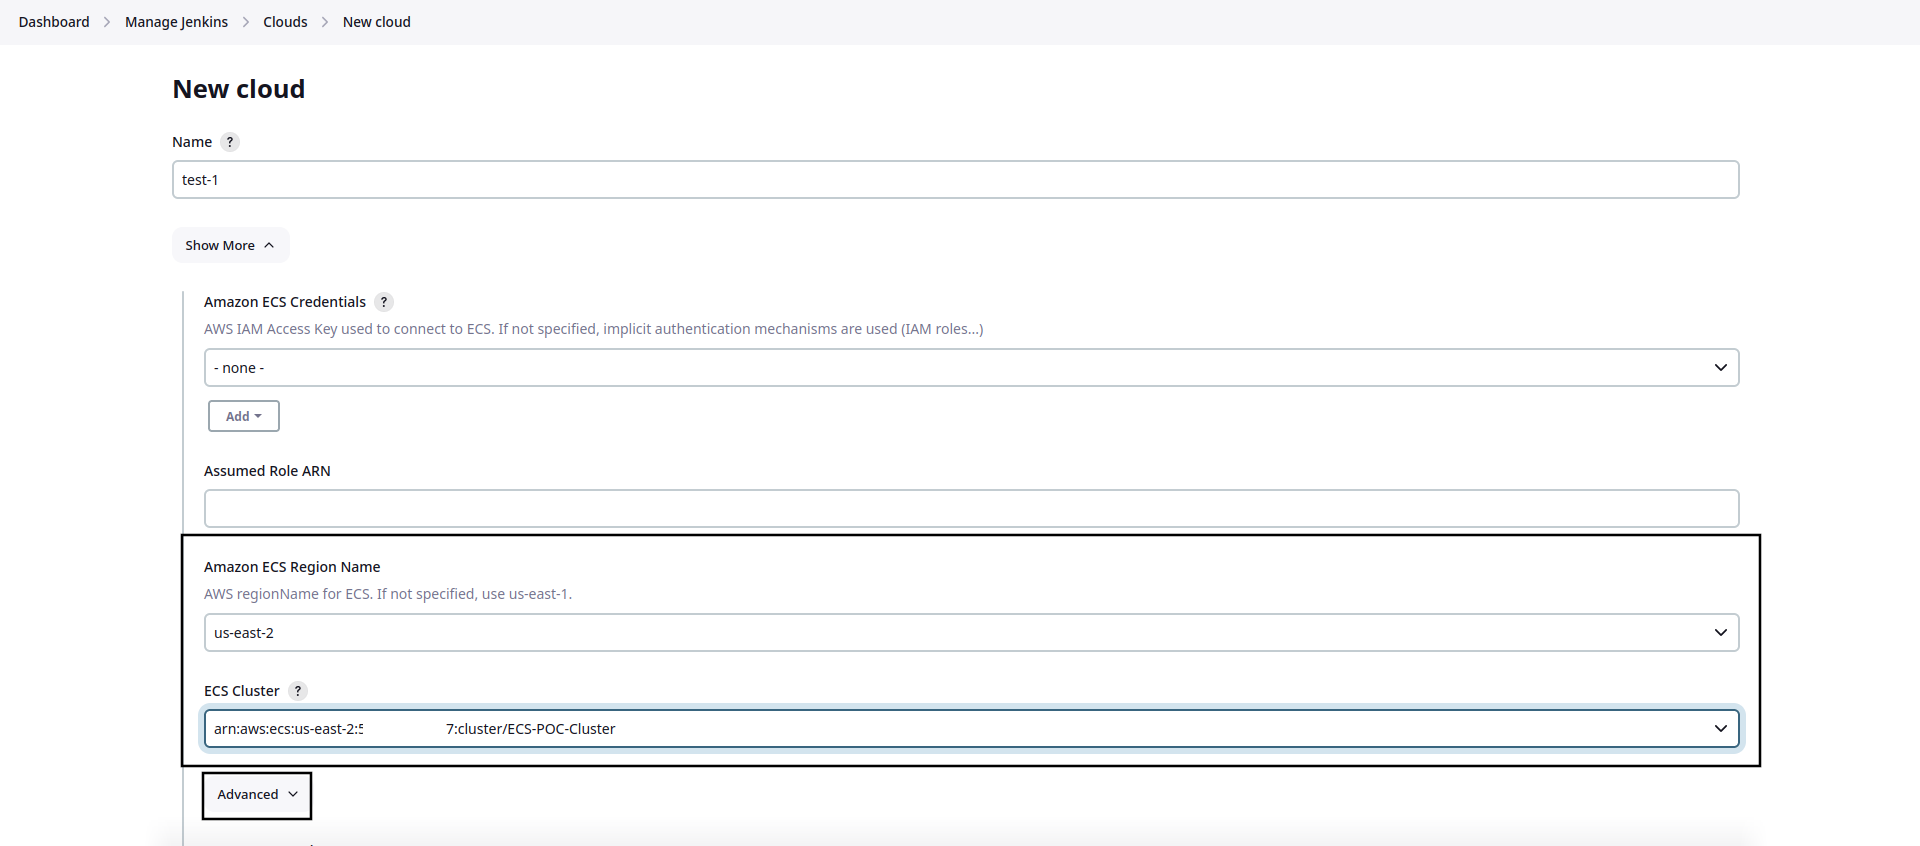 Dashboard > Manage Jenkins > Clouds > New cloud
New cloud
Name ?
test-1
Show More
Amazon ECS Credentials ?
AWS IAM Access Key used to connect to ECS. If not specified, implicit authentication mechanisms are used (IAM roles...)
- none -
Add
Assumed Role ARN
Amazon ECS Region Name
AWS regionName for ECS. If not specified, use us-east-1.
us-east-2
ECS Cluster ?
arn:aws:ecs:us-east-2:5 7:cluster/ECS-POC-Cluster
Advanced